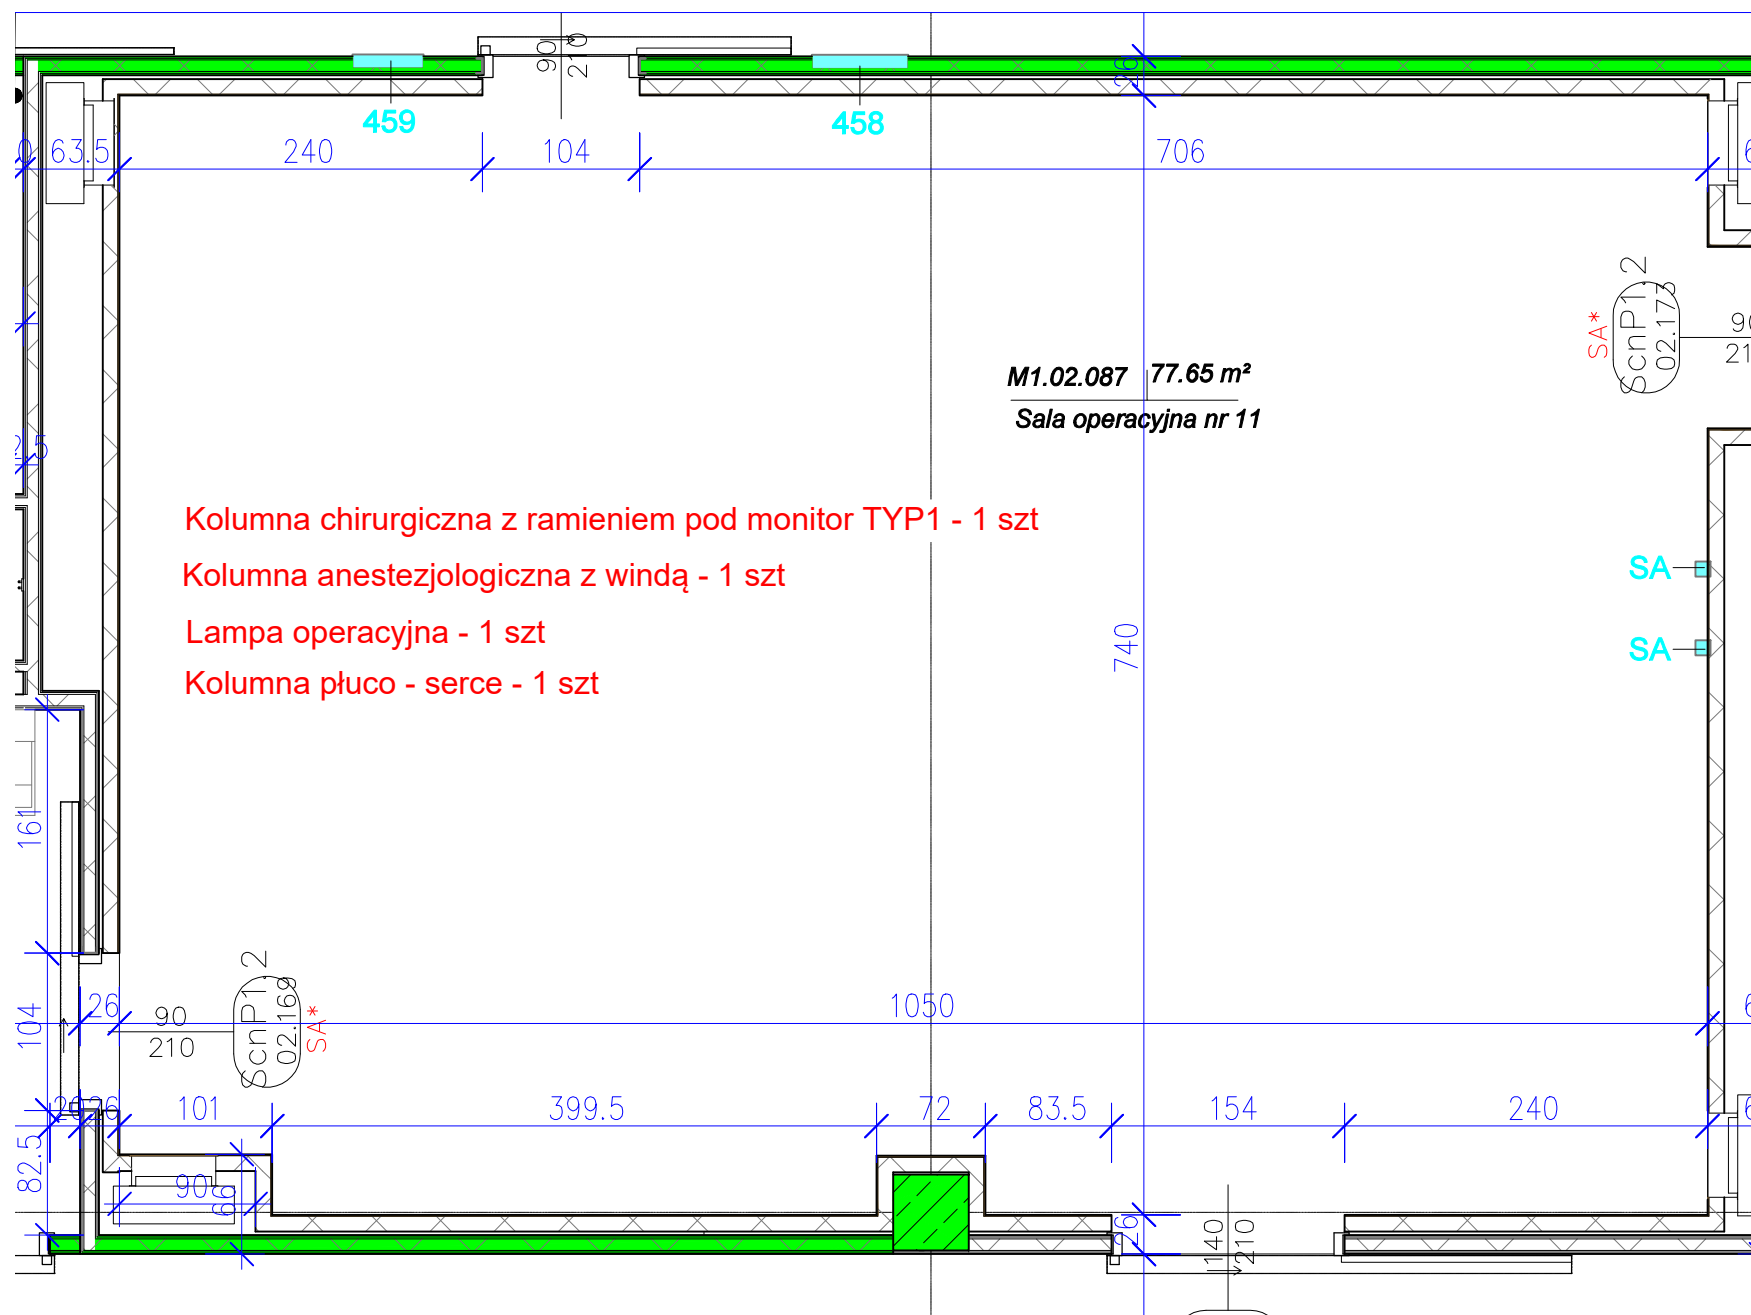 90
210
26
459
458
63.5
240
104
706
ScnP1.2
02.173
SA*
M1.02.087 77.65 m²
Sala operacyjna nr 11
Kolumna chirurgiczna z ramieniem pod monitor TYP1 - 1 szt
Kolumna anestezjologiczna z windą - 1 szt
Lampa operacyjna - 1 szt
Kolumna płuco - serce - 1 szt
SA
SA
740
161
ScnP1.2
02.169
SA*
104
26
90
210
1050
101
399.5
72
83.5
154
240
82.5
90
66
26
140
210